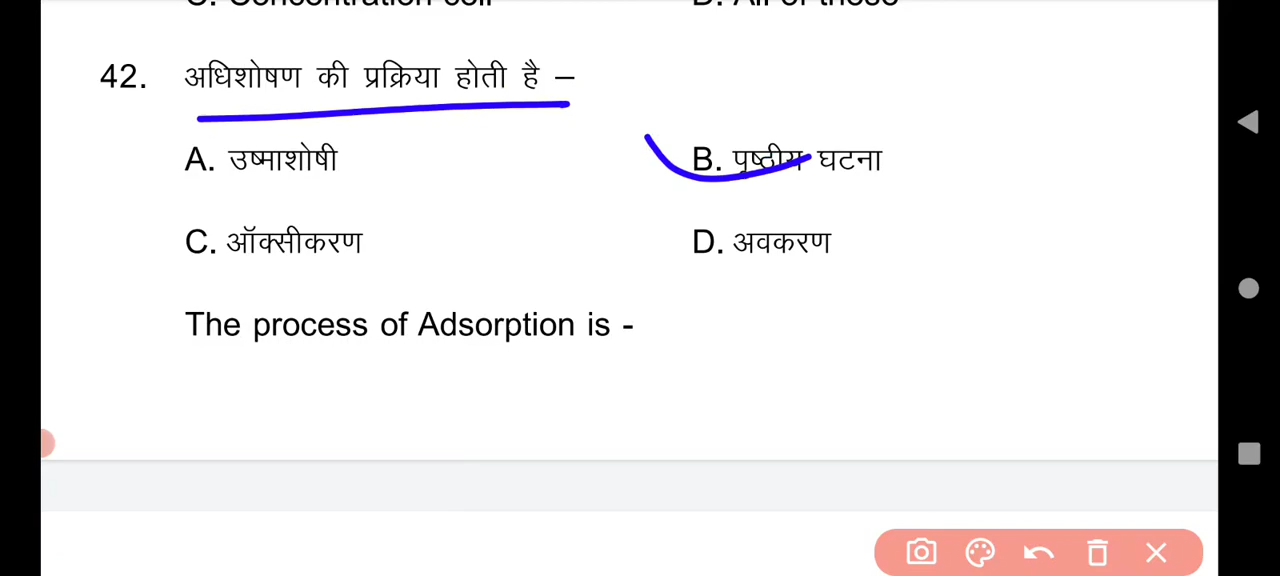 42. अधिशोषण की प्रक्रिया होती है –
A. उष्माशोषी B. पृष्ठीय घटना
C. ऑक्सीकरण D. अवकरण
The process of Adsorption is -